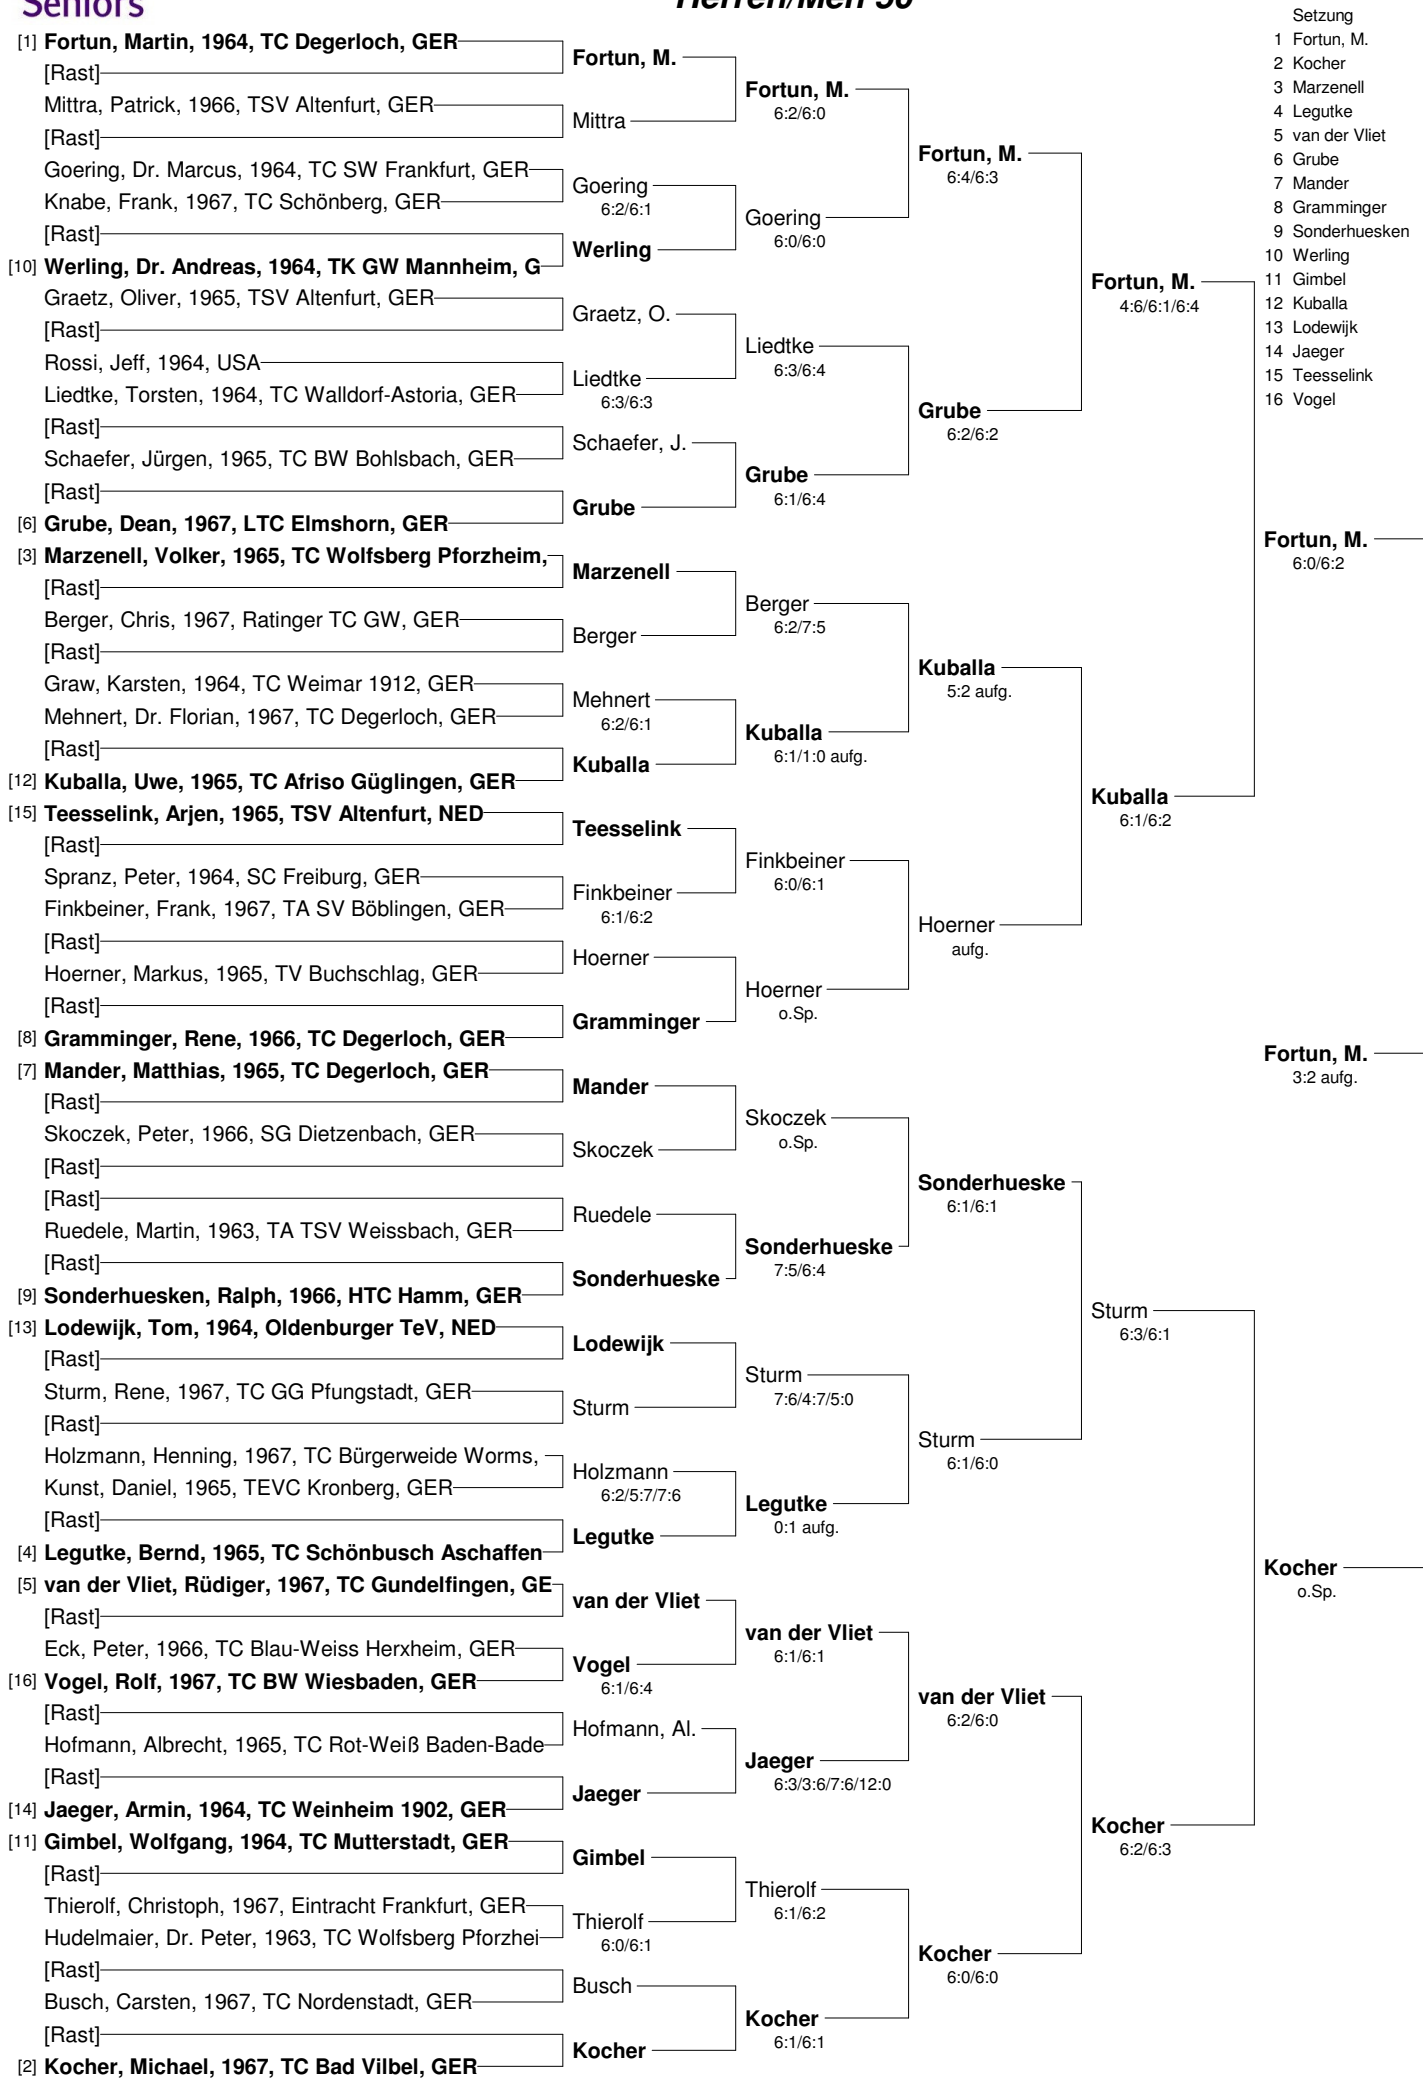 Seniors
Herren/Men 50
Setzung
1 Fortun, M.
2 Kocher
3 Marzenell
4 Legutke
5 van der Vliet
6 Grube
7 Mander
8 Gramminger
9 Sonderhuesken
10 Werling
11 Gimbel
12 Kuballa
13 Lodewijk
14 Jaeger
15 Teesselink
16 Vogel
[1] Fortun, Martin, 1964, TC Degerloch, GER
[Rast]
Mittra, Patrick, 1966, TSV Altenfurt, GER
[Rast]
Goering, Dr. Marcus, 1964, TC SW Frankfurt, GER
Knabe, Frank, 1967, TC Schönberg, GER
[Rast]
[10] Werling, Dr. Andreas, 1964, TK GW Mannheim, G
Graetz, Oliver, 1965, TSV Altenfurt, GER
[Rast]
Rossi, Jeff, 1964, USA
Liedtke, Torsten, 1964, TC Walldorf-Astoria, GER
[Rast]
Schaefer, Jürgen, 1965, TC BW Bohlsbach, GER
[Rast]
[6] Grube, Dean, 1967, LTC Elmshorn, GER
[3] Marzenell, Volker, 1965, TC Wolfsberg Pforzheim,
[Rast]
Berger, Chris, 1967, Ratinger TC GW, GER
[Rast]
Graw, Karsten, 1964, TC Weimar 1912, GER
Mehnert, Dr. Florian, 1967, TC Degerloch, GER
[Rast]
[12] Kuballa, Uwe, 1965, TC Afriso Güglingen, GER
[15] Teesselink, Arjen, 1965, TSV Altenfurt, NED
[Rast]
Spranz, Peter, 1964, SC Freiburg, GER
Finkbeiner, Frank, 1967, TA SV Böblingen, GER
[Rast]
Hoerner, Markus, 1965, TV Buchschlag, GER
[Rast]
[8] Gramminger, Rene, 1966, TC Degerloch, GER
[7] Mander, Matthias, 1965, TC Degerloch, GER
[Rast]
Skoczek, Peter, 1966, SG Dietzenbach, GER
[Rast]
[Rast]
Ruedele, Martin, 1963, TA TSV Weissbach, GER
[Rast]
[9] Sonderhuesken, Ralph, 1966, HTC Hamm, GER
[13] Lodewijk, Tom, 1964, Oldenburger TeV, NED
[Rast]
Sturm, Rene, 1967, TC GG Pfungstadt, GER
[Rast]
Holzmann, Henning, 1967, TC Bürgerweide Worms,
Kunst, Daniel, 1965, TEVC Kronberg, GER
[Rast]
[4] Legutke, Bernd, 1965, TC Schönbusch Aschaffen
[5] van der Vliet, Rüdiger, 1967, TC Gundelfingen, GE
[Rast]
Eck, Peter, 1966, TC Blau-Weiss Herxheim, GER
[16] Vogel, Rolf, 1967, TC BW Wiesbaden, GER
[Rast]
Hofmann, Albrecht, 1965, TC Rot-Weiß Baden-Bade
[Rast]
[14] Jaeger, Armin, 1964, TC Weinheim 1902, GER
[11] Gimbel, Wolfgang, 1964, TC Mutterstadt, GER
[Rast]
Thierolf, Christoph, 1967, Eintracht Frankfurt, GER
Hudelmaier, Dr. Peter, 1963, TC Wolfsberg Pforzhei
[Rast]
Busch, Carsten, 1967, TC Nordenstadt, GER
[Rast]
[2] Kocher, Michael, 1967, TC Bad Vilbel, GER
Fortun, M.
Mittra
Goering
6:2/6:1
Werling
Graetz, O.
Liedtke
6:3/6:3
Schaefer, J.
Grube
Marzenell
Berger
Mehnert
6:2/6:1
Kuballa
Teesselink
Finkbeiner
6:1/6:2
Hoerner
Gramminger
Mander
Skoczek
Ruedele
Sonderhueske
Lodewijk
Sturm
Holzmann
6:2/5:7/7:6
Legutke
van der Vliet
Vogel
6:1/6:4
Hofmann, Al.
Jaeger
Gimbel
Thierolf
6:0/6:1
Busch
Kocher
Fortun, M.
6:2/6:0
Goering
6:0/6:0
Liedtke
6:3/6:4
Grube
6:1/6:4
Berger
6:2/7:5
Kuballa
6:1/1:0 aufg.
Finkbeiner
6:0/6:1
Hoerner
o.Sp.
Skoczek
o.Sp.
Sonderhueske
7:5/6:4
Sturm
7:6/4:7/5:0
Legutke
0:1 aufg.
van der Vliet
6:1/6:1
Jaeger
6:3/3:6/7:6/12:0
Thierolf
6:1/6:2
Kocher
6:1/6:1
Fortun, M.
6:4/6:3
Grube
6:2/6:2
Kuballa
5:2 aufg.
Hoerner
aufg.
Sonderhueske
6:1/6:1
Sturm
6:1/6:0
van der Vliet
6:2/6:0
Kocher
6:0/6:0
Fortun, M.
4:6/6:1/6:4
Kuballa
6:1/6:2
Sturm
6:3/6:1
Kocher
6:2/6:3
Fortun, M.
6:0/6:2
Fortun, M.
3:2 aufg.
Kocher
o.Sp.